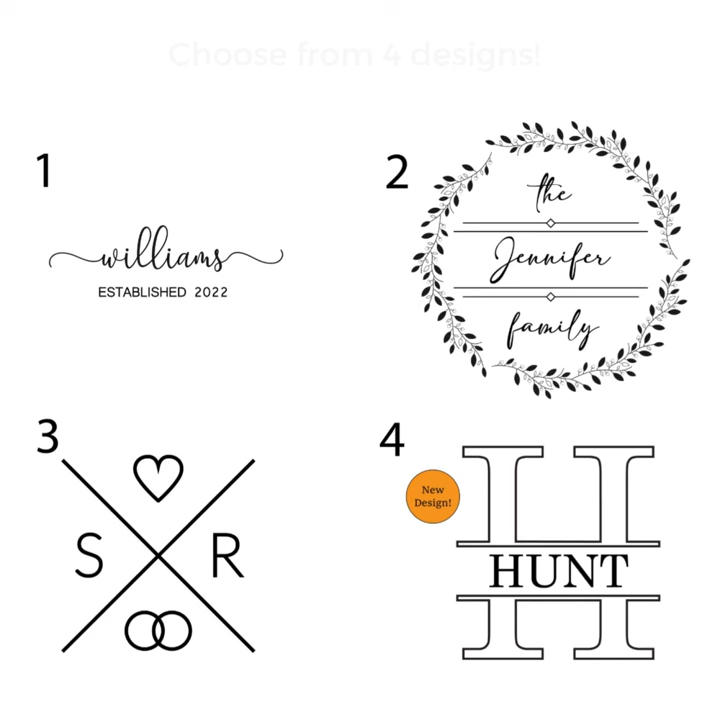 Choose from 4 designs!
1
williams
ESTABLISHED 2022
2
the
Jennifer
family
3
S R
4
New
Design!
H
HUNT